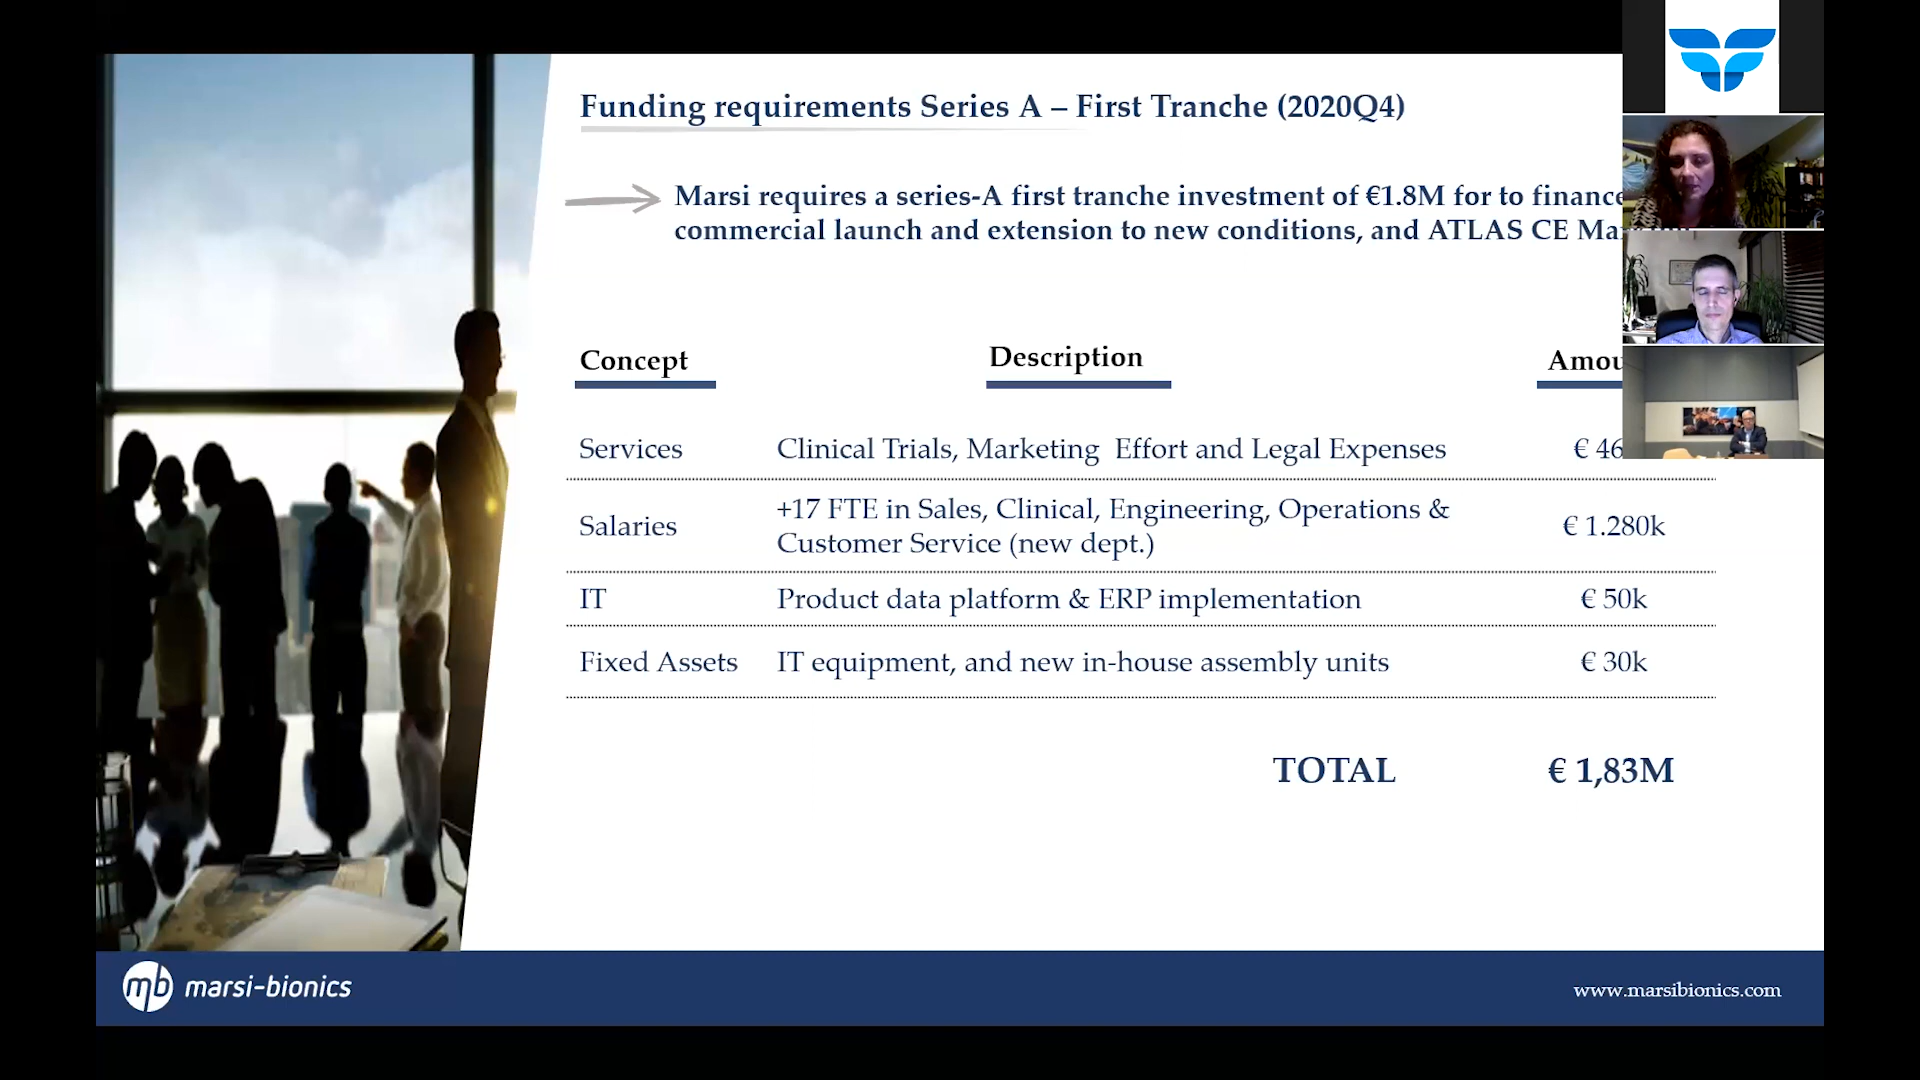 Funding requirements Series A – First Tranche (2020Q4)
Marsi requires a series-A first tranche investment of €1.8M for to finance
commercial launch and extension to new conditions, and ATLAS CE
Concept
Description
Services
Clinical Trials, Marketing Effort and Legal Expenses
Salaries
+17 FTE in Sales, Clinical, Engineering, Operations &
Customer Service (new dept.)
€ 1.280k
IT
Product data platform & ERP implementation
€ 50k
Fixed Assets
IT equipment, and new in-house assembly units
€ 30k
TOTAL
€ 1,83M
mb marsi-bionics
www.marsibionics.com